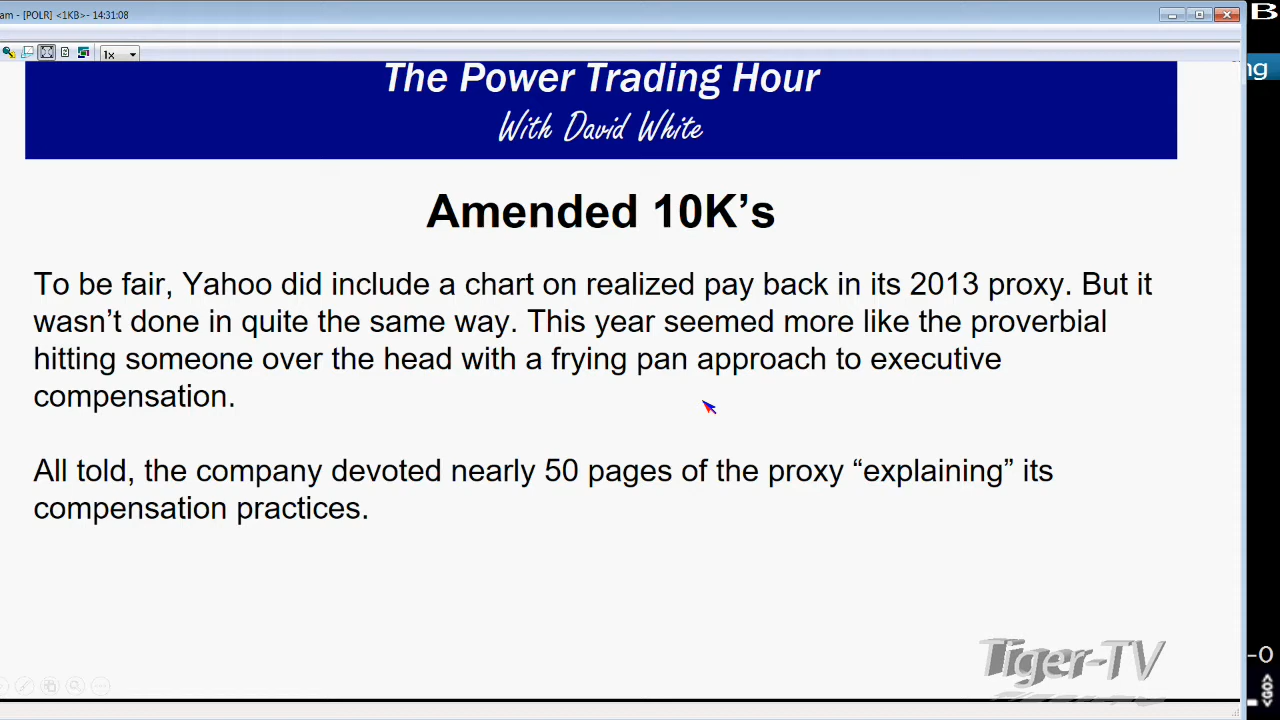 am - [POLR] <1KB>- 14:31:08
B
1x
ng
The Power Trading Hour
With David White
Amended 10K’s
To be fair, Yahoo did include a chart on realized pay back in its 2013 proxy. But it
wasn’t done in quite the same way. This year seemed more like the proverbial
hitting someone over the head with a frying pan approach to executive
compensation.
All told, the company devoted nearly 50 pages of the proxy “explaining” its
compensation practices.
Tiger-TV